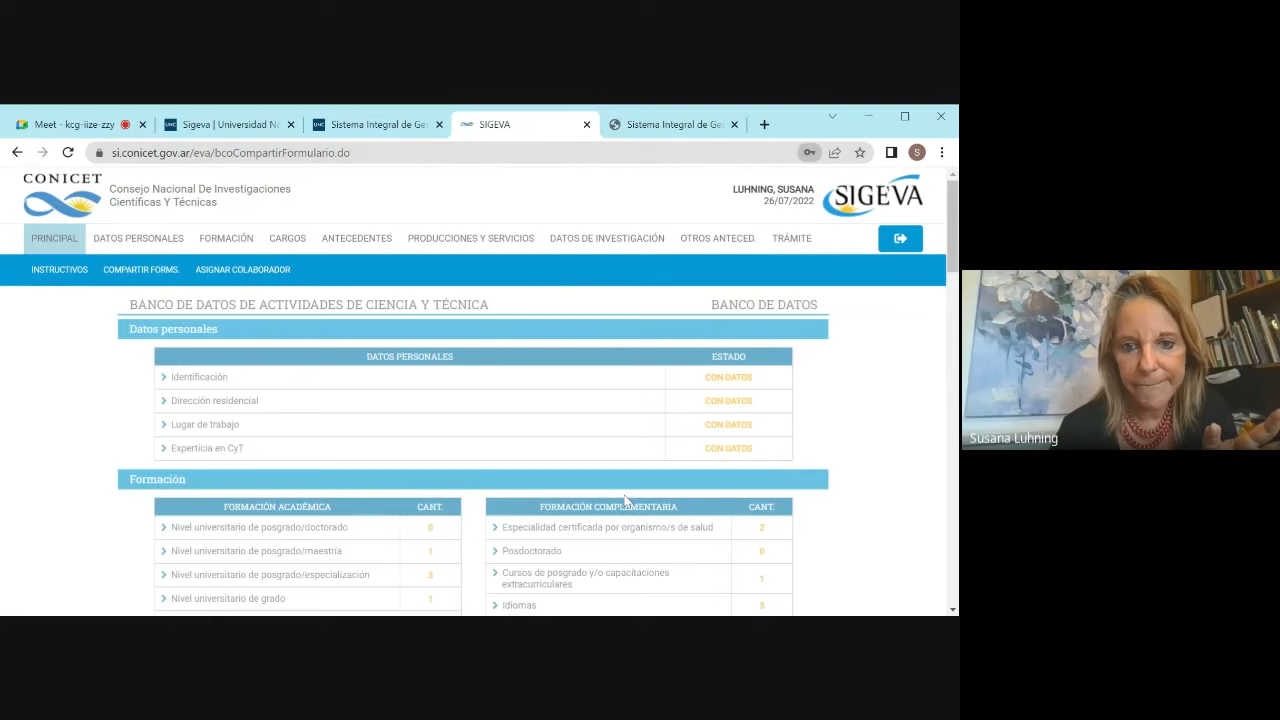 Meet - kcg-iize-zzy
Sigeva | Universidad Na
Sistema Integral de Ges
SIGEVA
Sistema Integral de Ges
si.conicet.gov.ar/eva/bcoCompartirFormulario.do
S
CONICET
Consejo Nacional De Investigaciones
Científicas Y Técnicas
LUHNING, SUSANA
26/07/2022
SIGEVA
PRINCIPAL DATOS PERSONALES FORMACIÓN CARGOS ANTECEDENTES PRODUCCIONES Y SERVICIOS DATOS DE INVESTIGACIÓN OTROS ANTECED. TRÁMITE
INSTRUCTIVOS COMPARTIR FORMS. ASIGNAR COLABORADOR
BANCO DE DATOS DE ACTIVIDADES DE CIENCIA Y TÉCNICA BANCO DE DATOS
Datos personales
DATOS PERSONALES ESTADO
Identificación CON DATOS
Dirección residencial CON DATOS
Lugar de trabajo CON DATOS
Experticia en CyT CON DATOS
Formación
FORMACIÓN ACADÉMICA CANT.
Nivel universitario de posgrado/doctorado 0
Nivel universitario de posgrado/maestría 1
Nivel universitario de posgrado/especialización 3
Nivel universitario de grado 1
FORMACIÓN COMPLEMENTARIA CANT.
Especialidad certificada por organismo/s de salud 2
Posdoctorado 0
Cursos de posgrado y/o capacitaciones
extracurriculares 1
Idiomas 3
Susana Luhning